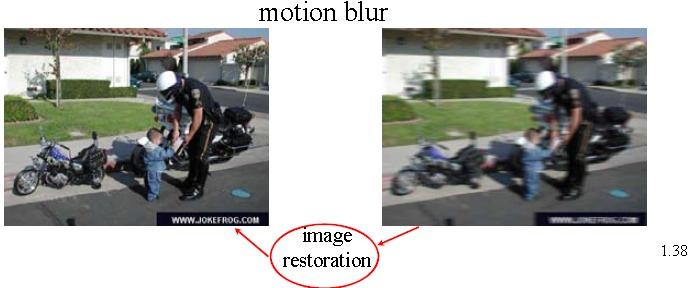 motion blur
WWW.JOKEFROG.COM
image
restoration
1.38